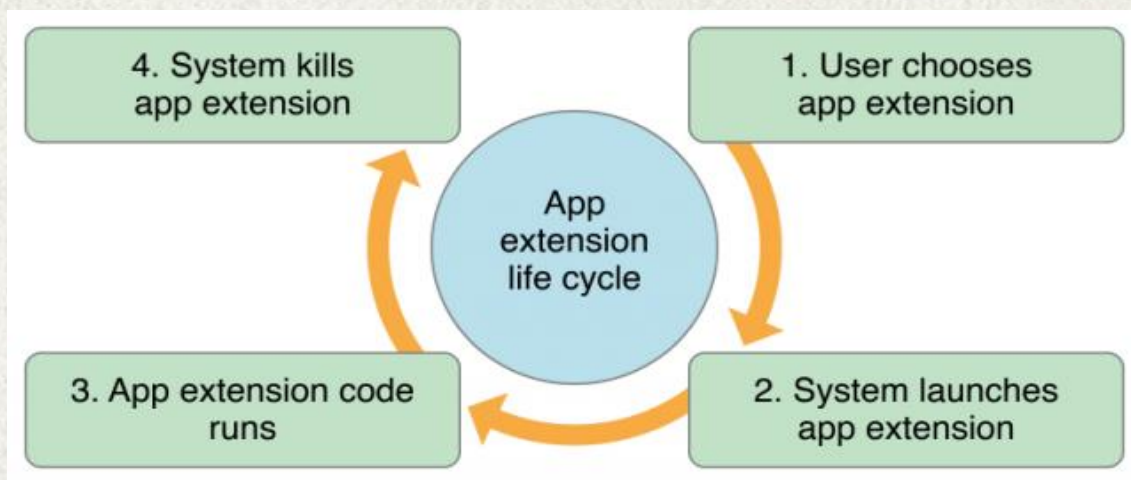 4. System kills
app extension
1. User chooses
app extension
App
extension
life cycle
3. App extension code
runs
2. System launches
app extension